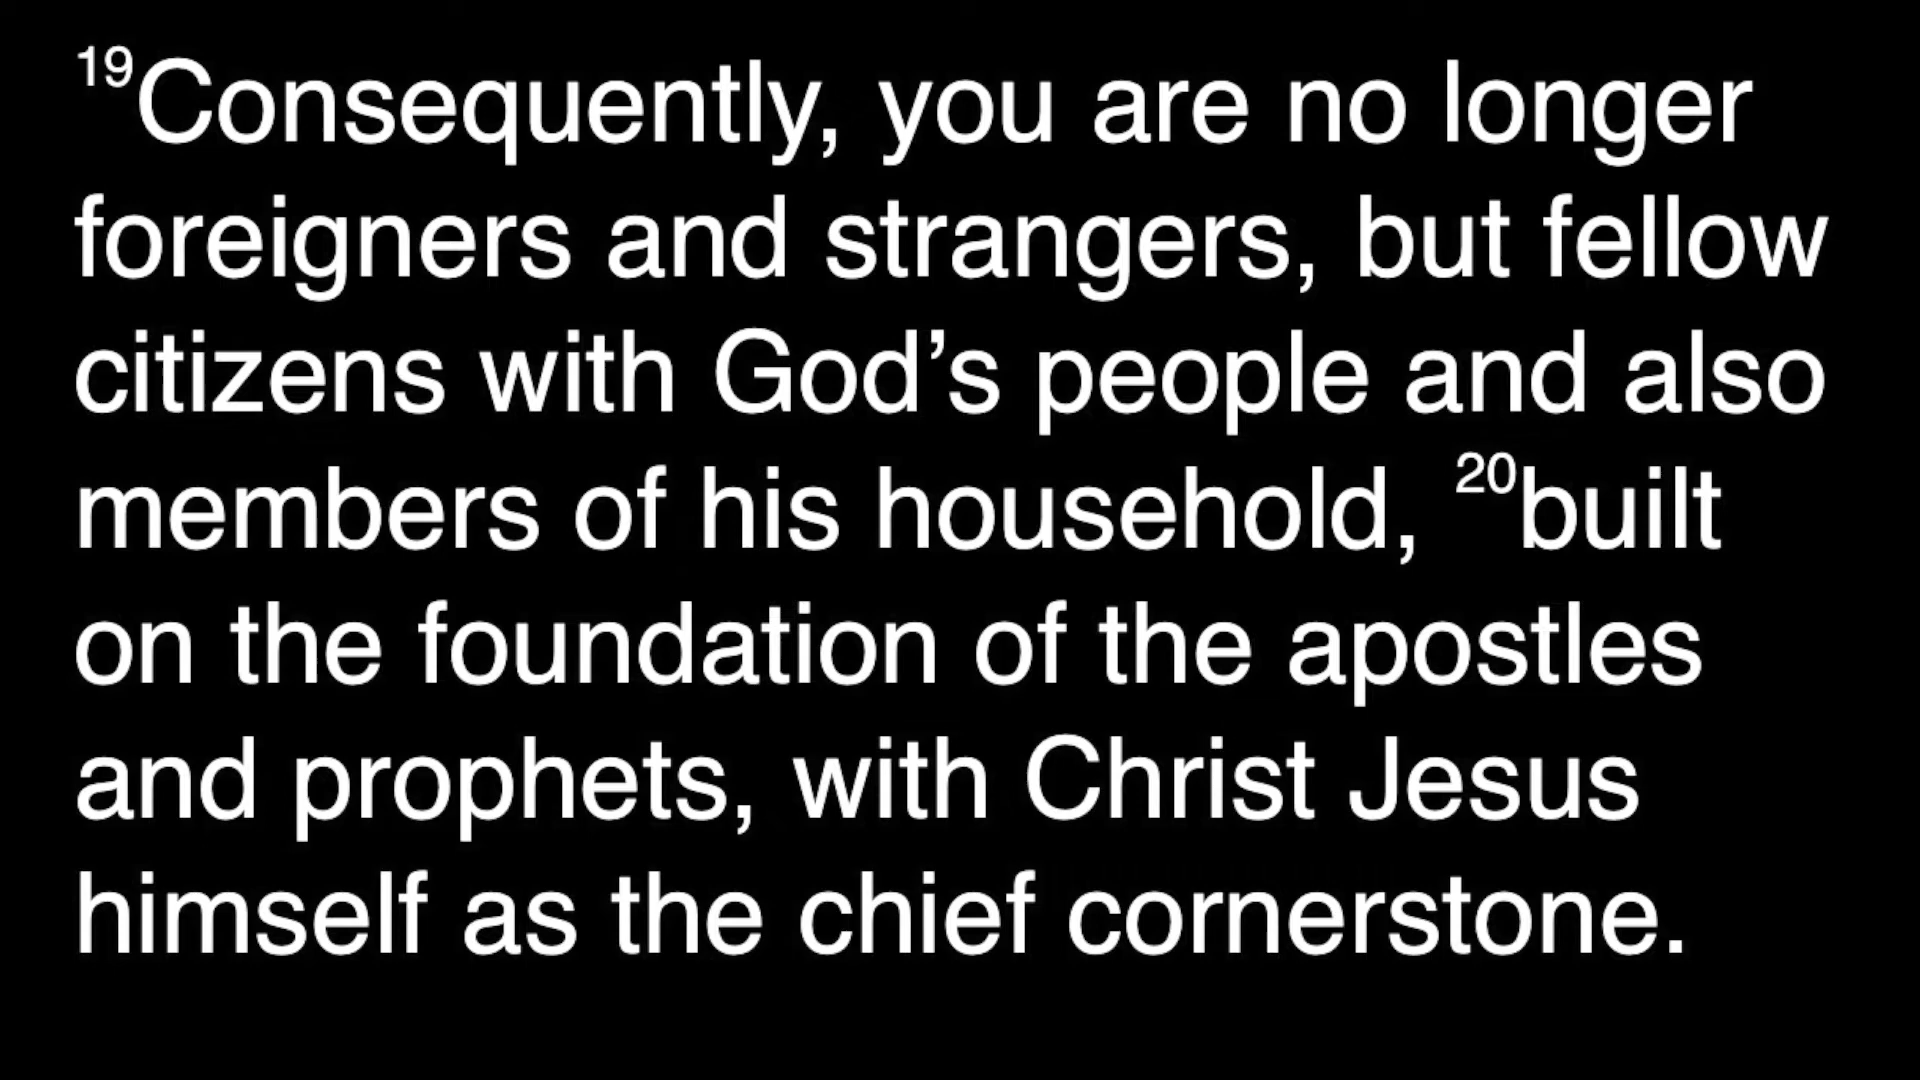 19Consequently, you are no longer
foreigners and strangers, but fellow
citizens with God’s people and also
members of his household, 20built
on the foundation of the apostles
and prophets, with Christ Jesus
himself as the chief cornerstone.